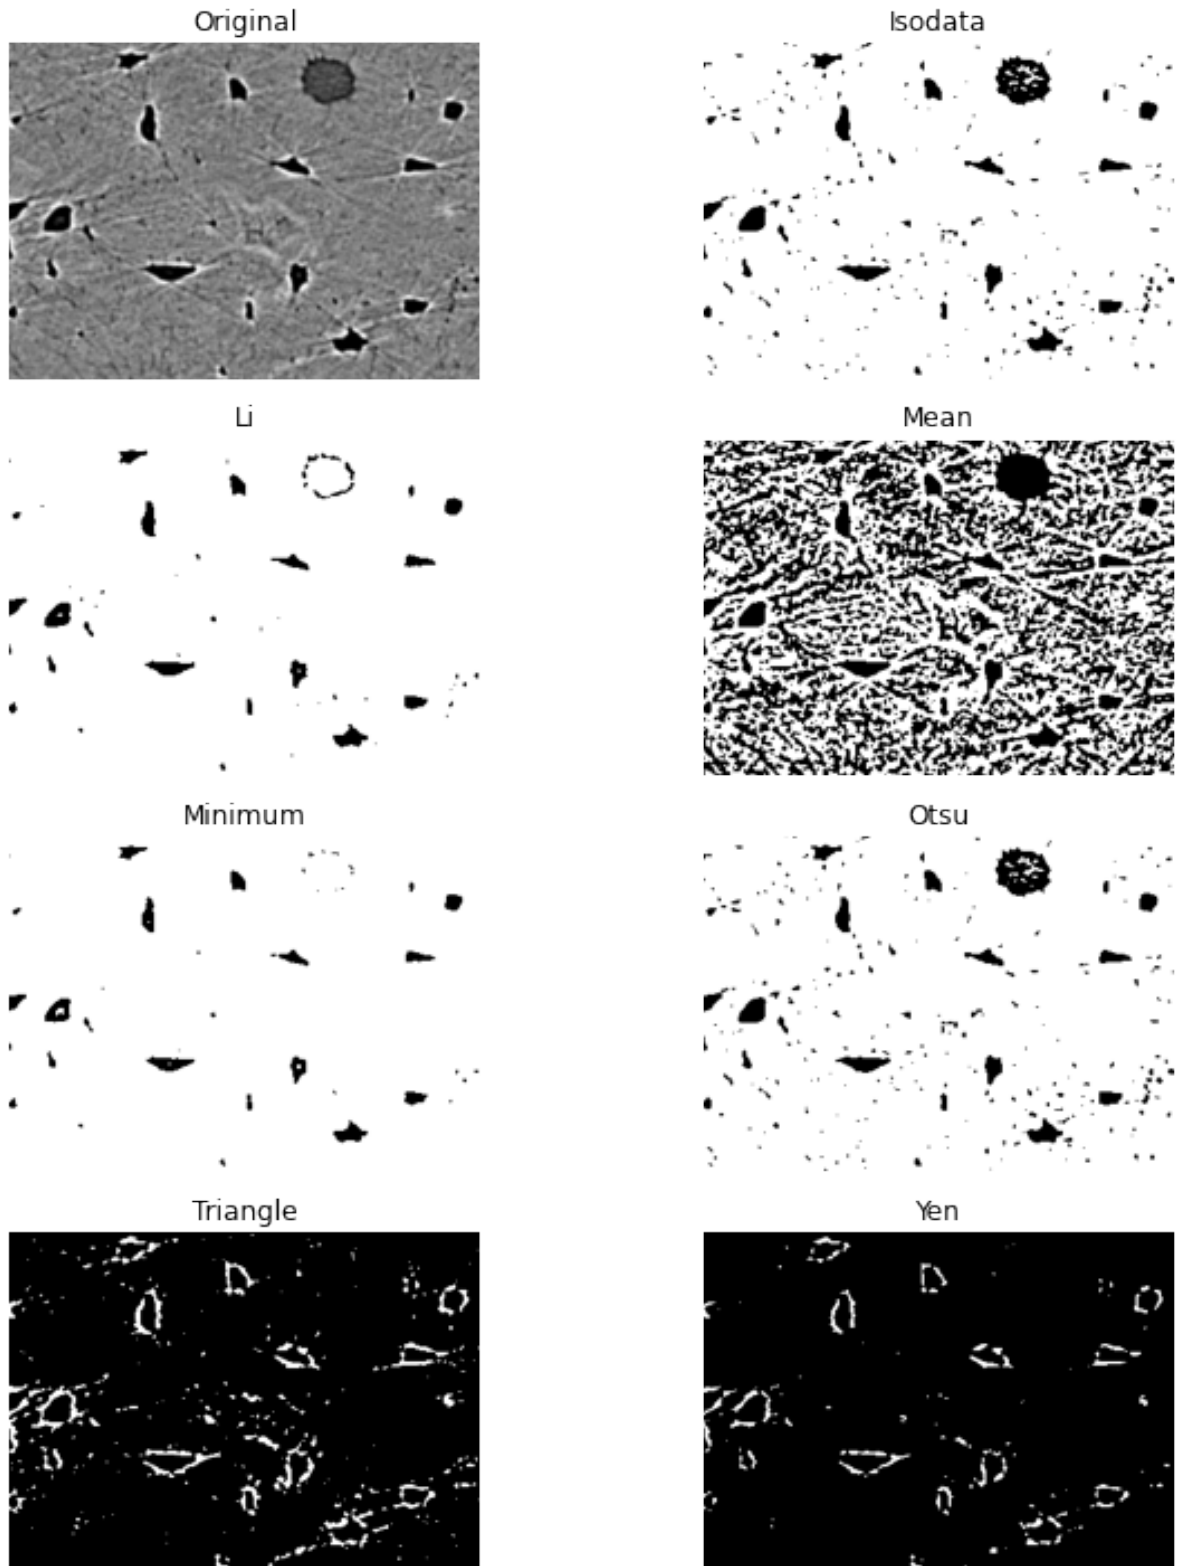 Original
Isodata
Li
Mean
Minimum
Otsu
Triangle
Yen